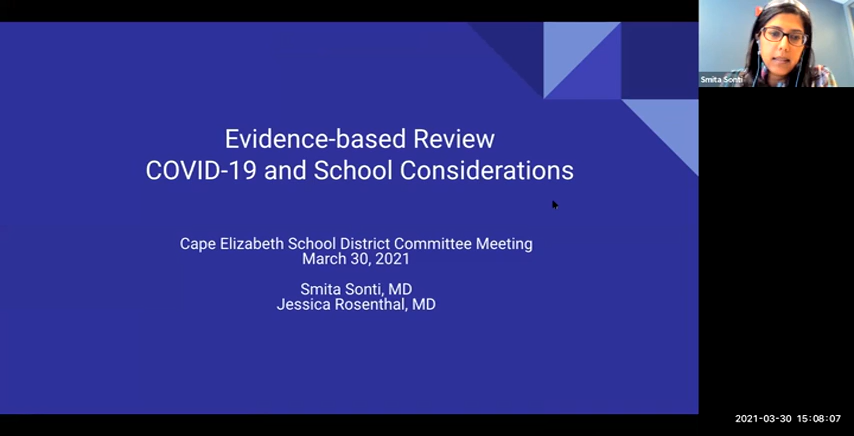 Evidence-based Review
COVID-19 and School Considerations
Cape Elizabeth School District Committee Meeting
March 30, 2021
Smita Sonti, MD
Jessica Rosenthal, MD
Smita Sonti
2021-03-30 15:08:07